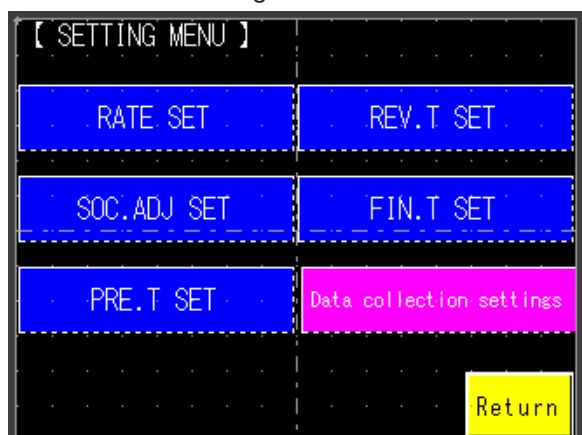 【 SETTING MENU 】
RATE SET
REV.T SET
SOC.ADJ SET
FIN.T SET
PRE.T SET
Data collection settings
Return